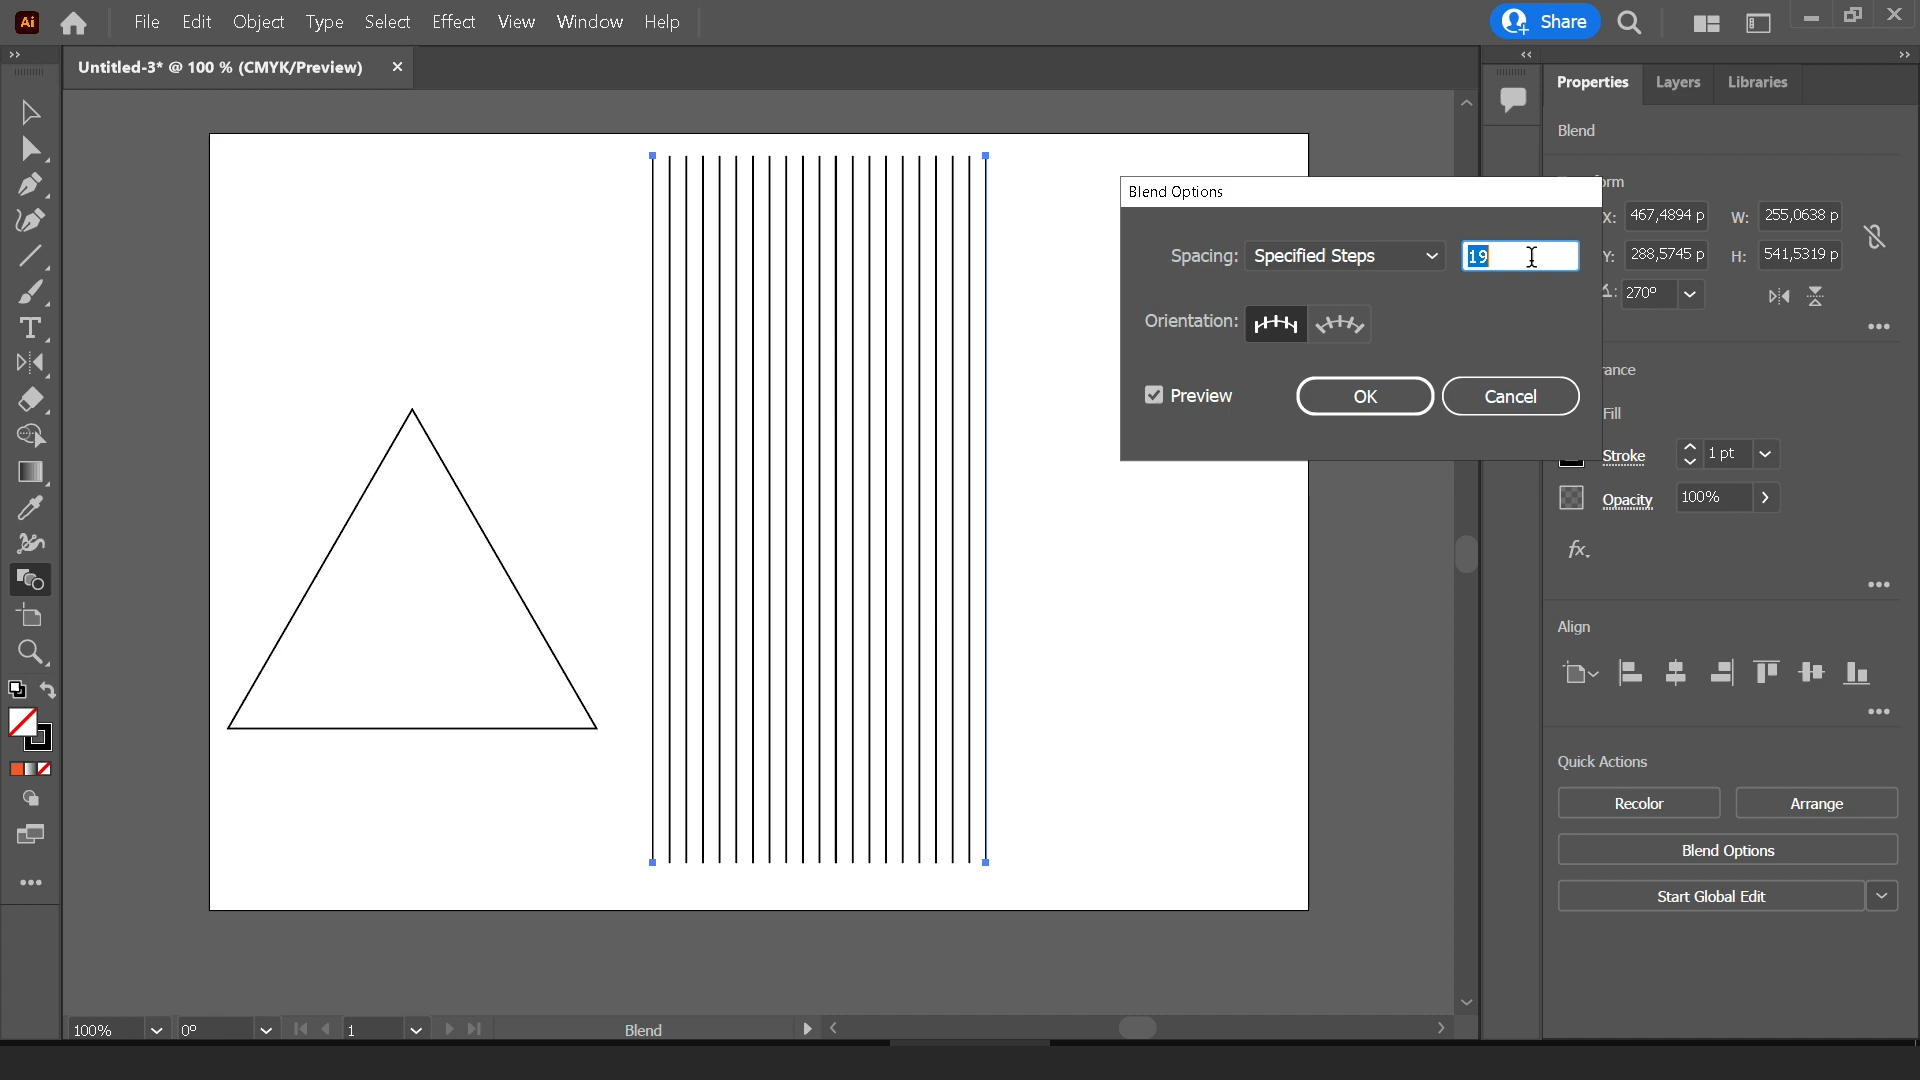 Ai File Edit Object Type Select Effect View Window Help Share
Untitled-3* @ 100 % (CMYK/Preview)
Properties Layers Libraries
Blend
Blend Options
orm
X: 467,4894 p W: 255,0638 p
Spacing: Specified Steps 19
Y: 288,5745 p H: 541,5319 p
270°
Orientation:
rance
Preview OK Cancel
Fill
Stroke 1 pt
Opacity 100%
fx.
Align
Quick Actions
Recolor Arrange
Blend Options
Start Global Edit
100% 0° 1 Blend